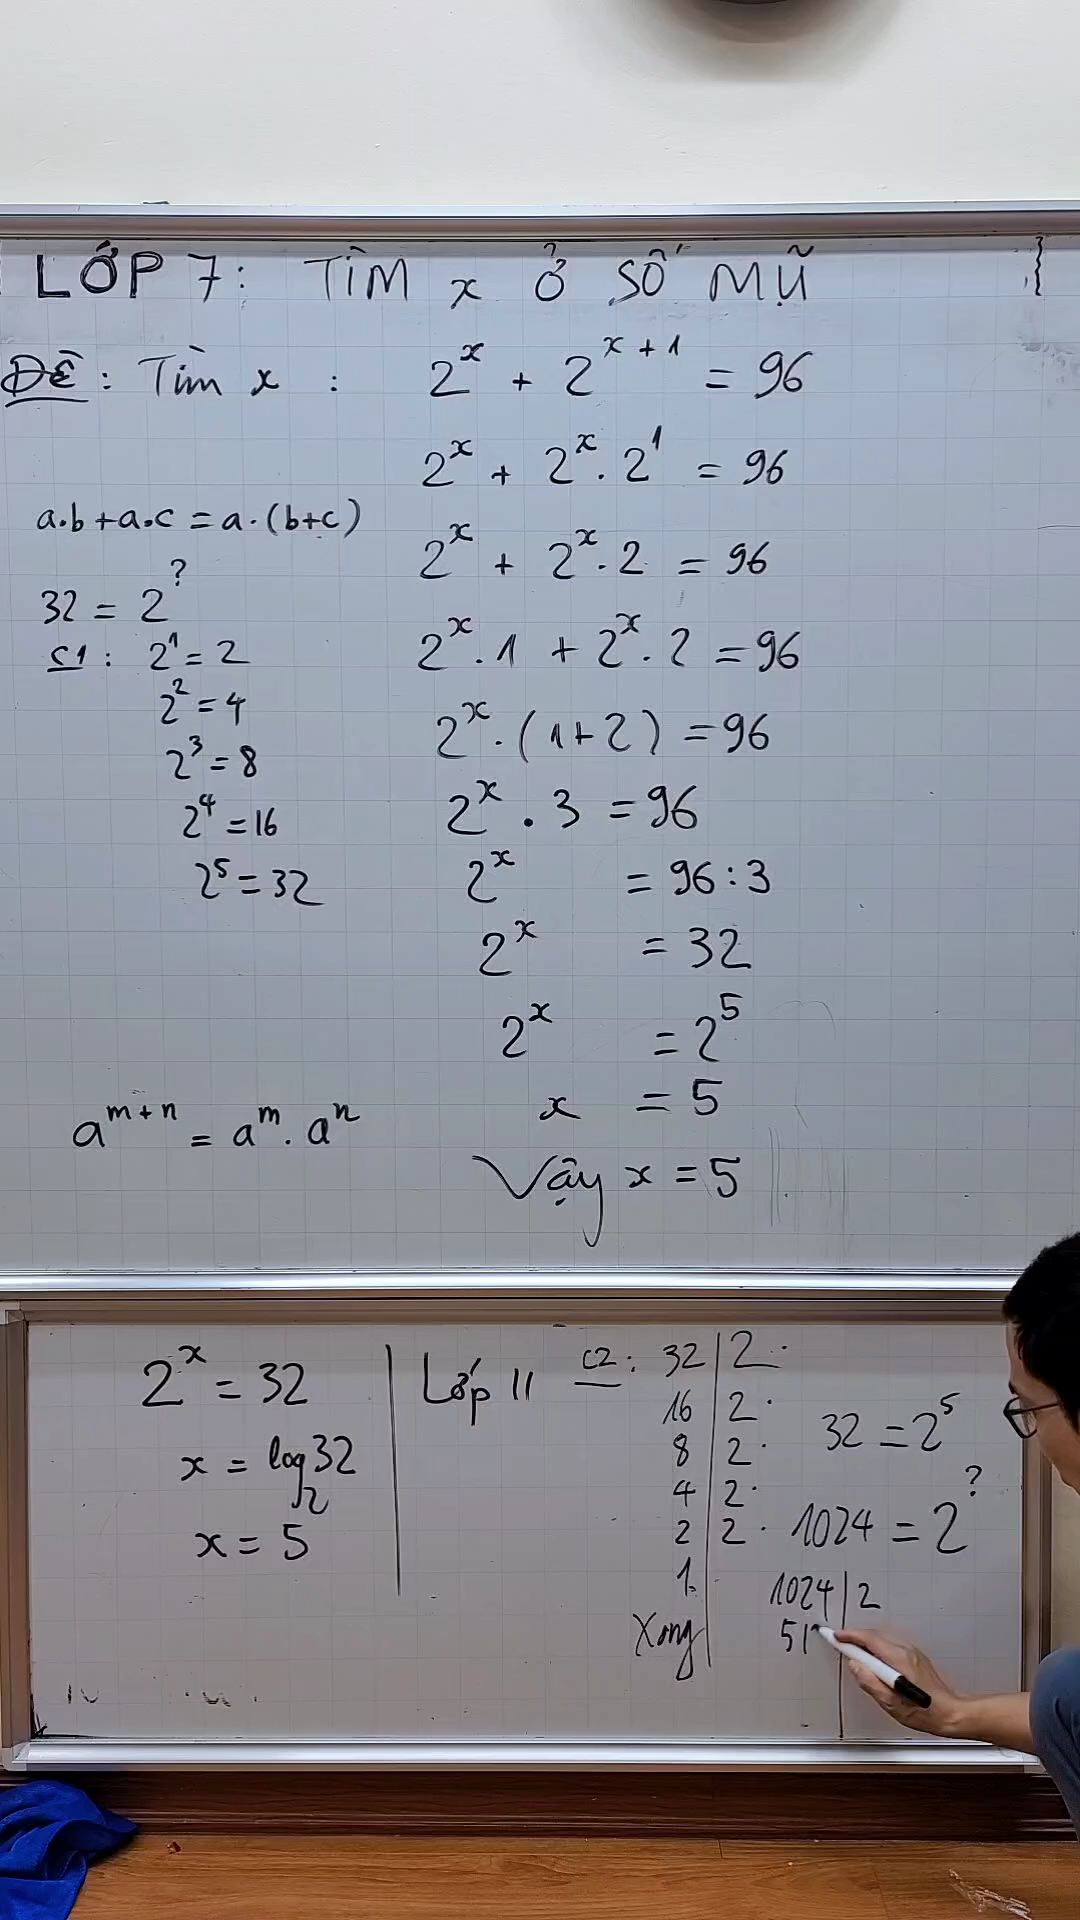 LỚP 7: TÌM x Ở SỐ MŨ
ĐỀ: Tìm x : 2^x + 2^{x+1} = 96
2^x + 2^x . 2^1 = 96
a.b + a.c = a.(b+c)
2^x + 2^x . 2 = 96
32 = 2^?
2^x . 1 + 2^x . 2 = 96
C1: 2^1 = 2
2^2 = 4
2^x . (1+2) = 96
2^3 = 8
2^x . 3 = 96
2^4 = 16
2^x = 96 : 3
2^5 = 32
2^x = 32
2^x = 2^5
x = 5
a^{m+n} = a^m . a^n
Vậy x = 5
2^x = 32
x = log_2 32
x = 5
Lớp 11
C2: 32 | 2
16 | 2
8 | 2
4 | 2
2 | 2
1
Xong
32 = 2^5
1024 = 2^?
1024 | 2